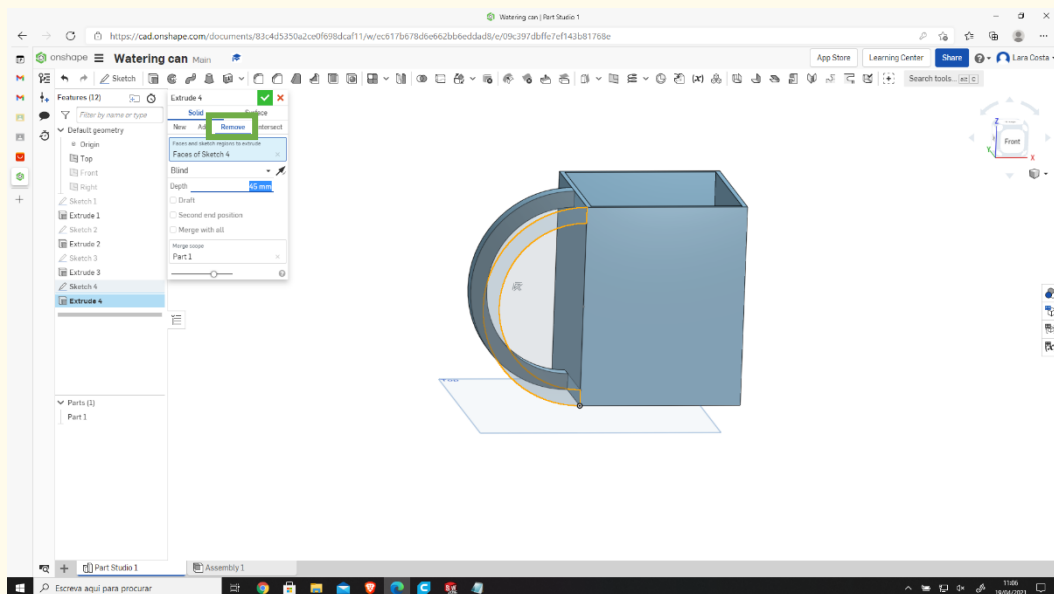 Watering can | Part Studio 1
https://cad.onshape.com/documents/83c4d5350a2ce0f698dcaf11/w/ec617b678d6e662bb6eddad8/e/09c397dbffe7ef143b81768e
onshape Watering can Main
App Store Learning Center Share Lara Costa
Sketch
Search tools...
Features (12)
Filter by name or type
Default geometry
Origin
Top
Front
Right
Sketch 1
Extrude 1
Sketch 2
Extrude 2
Sketch 3
Extrude 3
Sketch 4
Extrude 4
Parts (1)
Part 1
Extrude 4
Solid
New Remove
Faces and sketch regions to extrude
Faces of Sketch 4
Blind
Depth 45 mm
Draft
Second end position
Merge with all
Merge scope
Part 1
Z
Front
Y
X
Part Studio 1 Assembly 1
Escreve aqui para procurar
11:06
19/04/2021